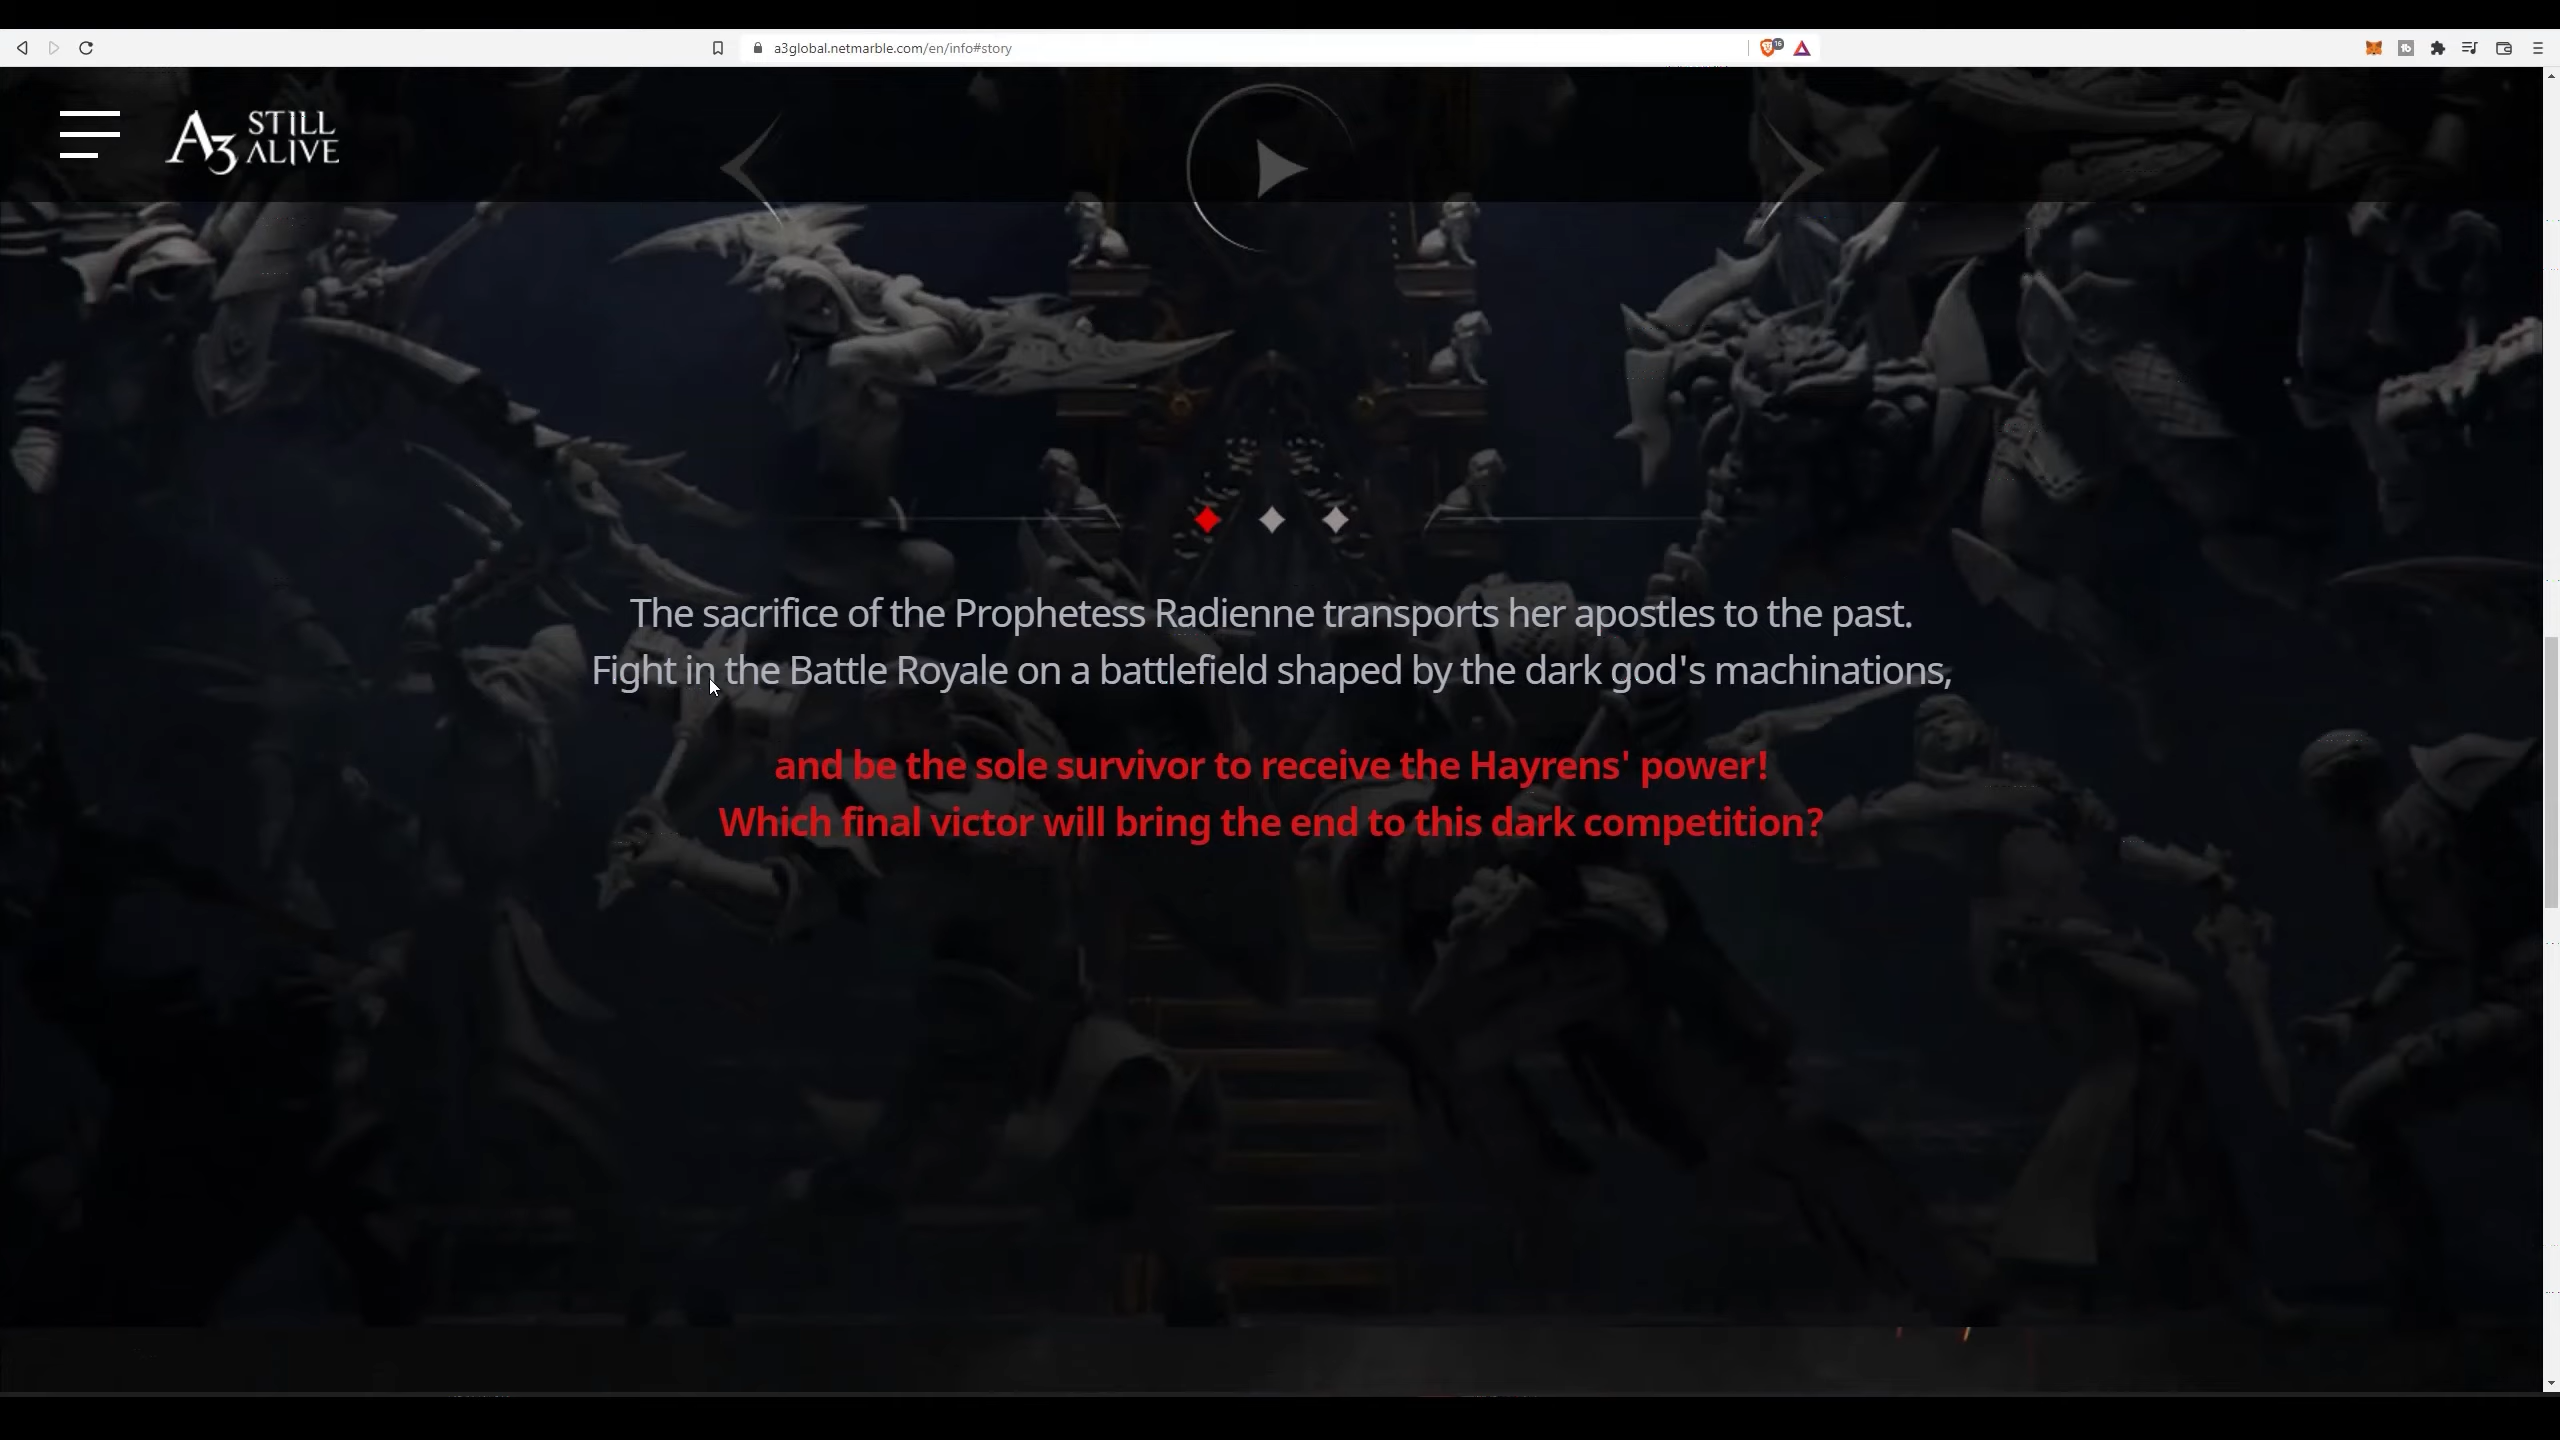 a3global.netmarble.com/en/info#story
16
A3 STILL ALIVE
The sacrifice of the Prophetess Radienne transports her apostles to the past.
Fight in the Battle Royale on a battlefield shaped by the dark god's machinations,
and be the sole survivor to receive the Hayrens' power!
Which final victor will bring the end to this dark competition?